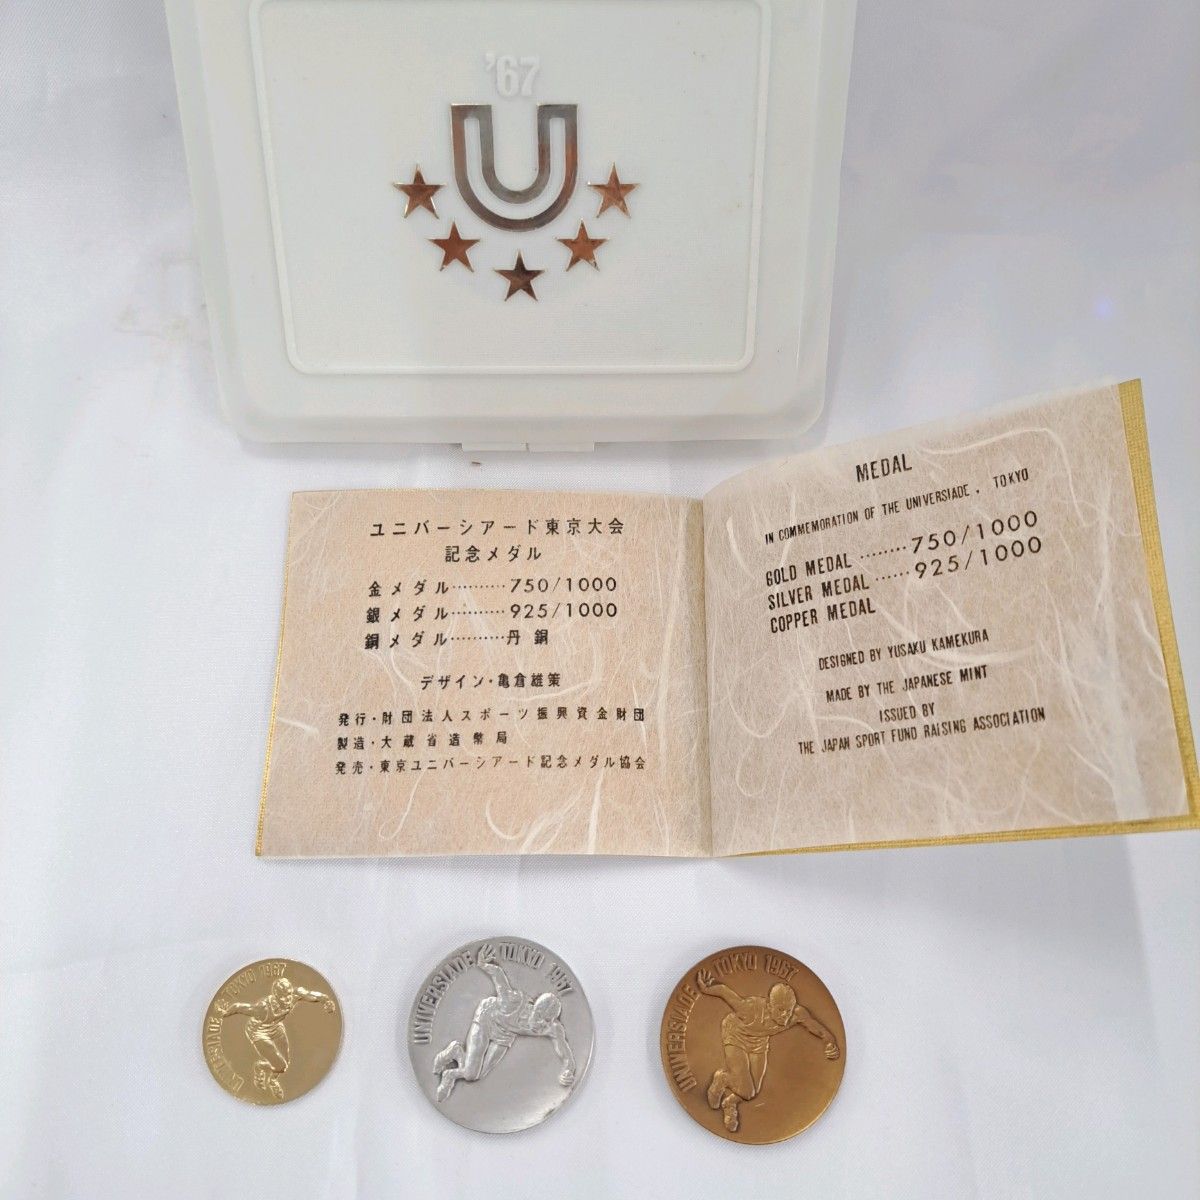 '67
U
ユニバーシアード東京大会
記念メダル
金メダル………750/1000
銀メダル………925/1000
銅メダル………丹銅
デザイン・亀倉雄策
発行・財団法人スポーツ振興資金財団
製造・大蔵省造幣局
発売・東京ユニバーシアード記念メダル協会
MEDAL
IN COMMEMORATION OF THE UNIVERSIADE, TOKYO
GOLD MEDAL ........750/1000
SILVER MEDAL ......925/1000
COPPER MEDAL
DESIGNED BY YUSAKU KAMEKURA
MADE BY THE JAPANESE MINT
ISSUED BY
THE JAPAN SPORT FUND RAISING ASSOCIATION
UNIVERSIADE TOKYO 1967
UNIVERSIADE TOKYO 1967
UNIVERSIADE TOKYO 1967